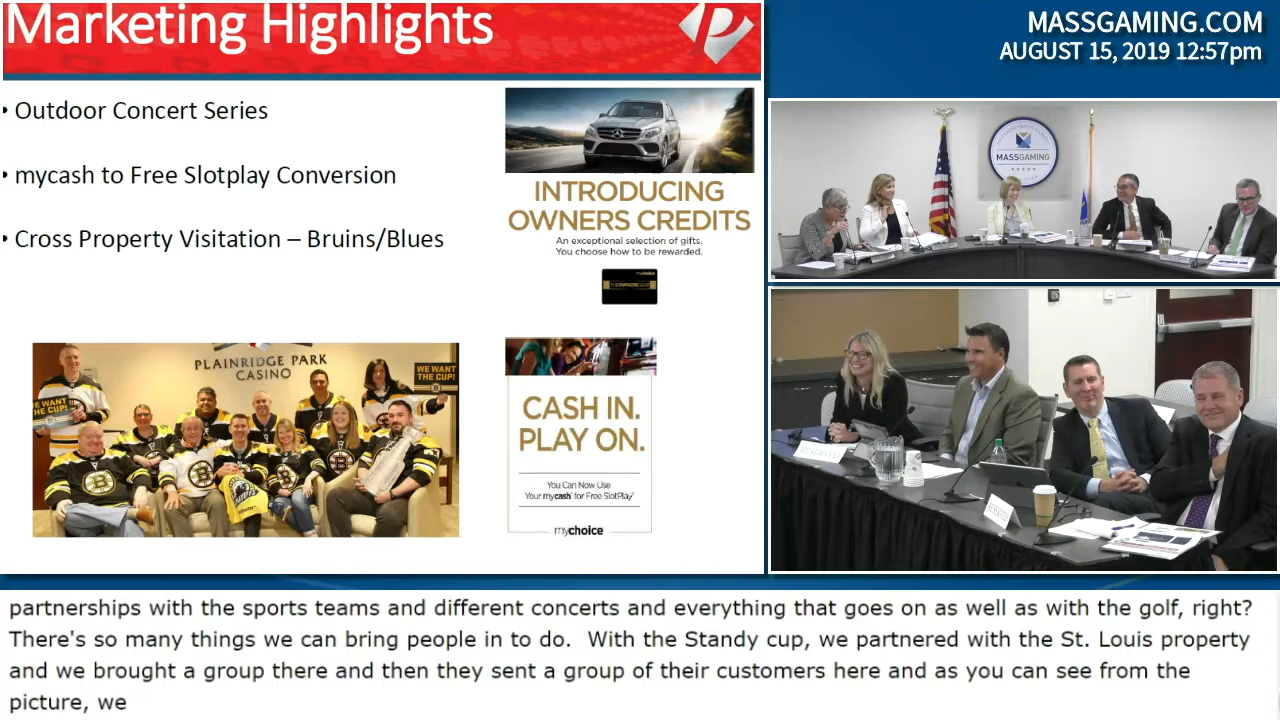 Marketing Highlights
• Outdoor Concert Series
• mycash to Free Slotplay Conversion
• Cross Property Visitation – Bruins/Blues
INTRODUCING
OWNERS CREDITS
An exceptional selection of gifts.
You choose how to be rewarded.
mychoice
PLAINRIDGE PARK
CASINO
WE WANT
THE CUP!
WE WANT
THE CUP!
CASH IN.
PLAY ON.
You Can Now Use
Your mycash® for Free SlotPlay®
mychoice
MASSGAMING.COM
AUGUST 15, 2019 12:57pm
MASSGAMING
RESERVED
RESERVED
partnerships with the sports teams and different concerts and everything that goes on as well as with the golf, right?
There's so many things we can bring people in to do.  With the Standy cup, we partnered with the St. Louis property
and we brought a group there and then they sent a group of their customers here and as you can see from the
picture, we